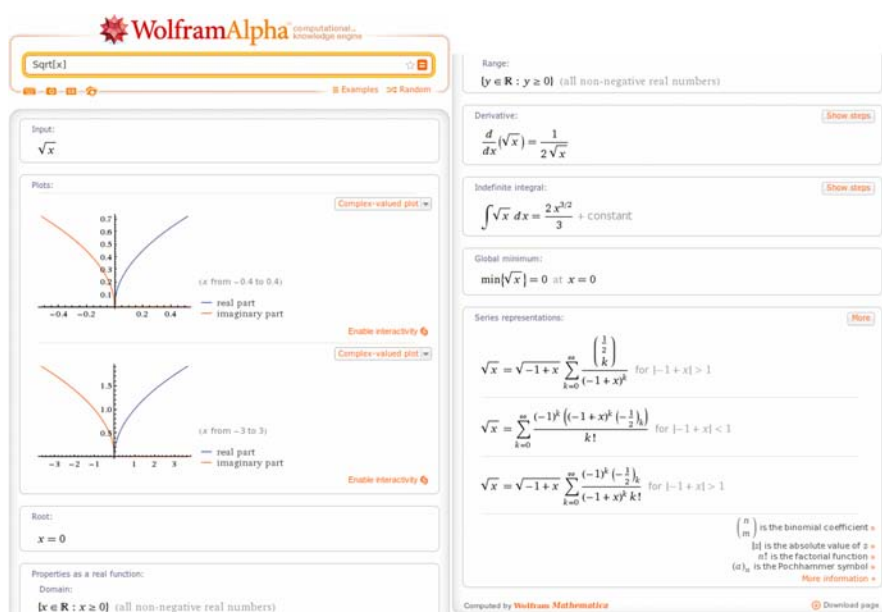 WolframAlpha computational... knowledge engine
Sqrt[x]
Examples Random
Input:
√x
Plots:
Complex-valued plot
0.7
0.6
0.5
0.4
0.3
0.2
0.1
-0.4 -0.2 0.2 0.4
(x from −0.4 to 0.4)
real part
imaginary part
Enable interactivity
Complex-valued plot
1.5
1.0
0.5
-3 -2 -1 1 2 3
(x from −3 to 3)
real part
imaginary part
Enable interactivity
Root:
x = 0
Properties as a real function:
Domain:
{x ∈ ℝ : x ≥ 0} (all non-negative real numbers)
Range:
{y ∈ ℝ : y ≥ 0} (all non-negative real numbers)
Derivative:
Show steps
d/dx(√x) = 1/(2√x)
Indefinite integral:
Show steps
∫√x dx = 2 x^(3/2)/3 + constant
Global minimum:
min{√x} = 0 at x = 0
Series representations:
More
√x = √(-1 + x) ∑_{k=0}^{∞} (1/2 k)/(-1 + x)^k for |-1 + x| > 1
√x = ∑_{k=0}^{∞} (-1)^k ((-1 + x)^k (-1/2)_k)/k! for |-1 + x| < 1
√x = √(-1 + x) ∑_{k=0}^{∞} (-1)^k (-1/2)_k/((-1 + x)^k k!) for |-1 + x| > 1
(n m) is the binomial coefficient »
|z| is the absolute value of z »
n! is the factorial function »
(a)_n is the Pochhammer symbol »
More information »
Computed by Wolfram Mathematica
Download page